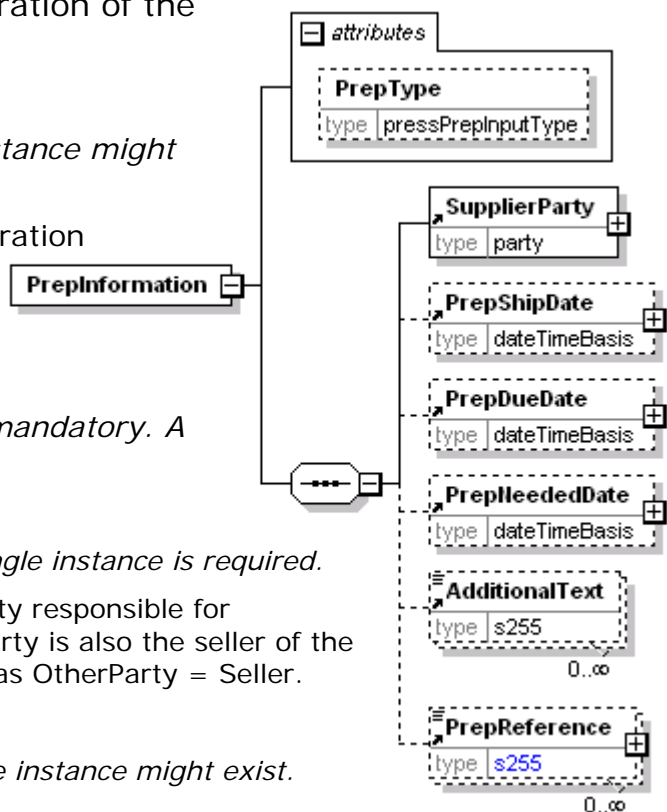 ration of the
attributes
PrepType
type pressPrepInputType
stance might
ration
PrepInformation
SupplierParty
type party
PrepShipDate
type dateTimeBasis
PrepDueDate
type dateTimeBasis
mandatory. A
PrepNeededDate
type dateTimeBasis
ngle instance is required.
ty responsible for
rty is also the seller of the
as OtherParty = Seller.
AdditionalText
type s255
0..∞
e instance might exist.
PrepReference
type s255
0..∞